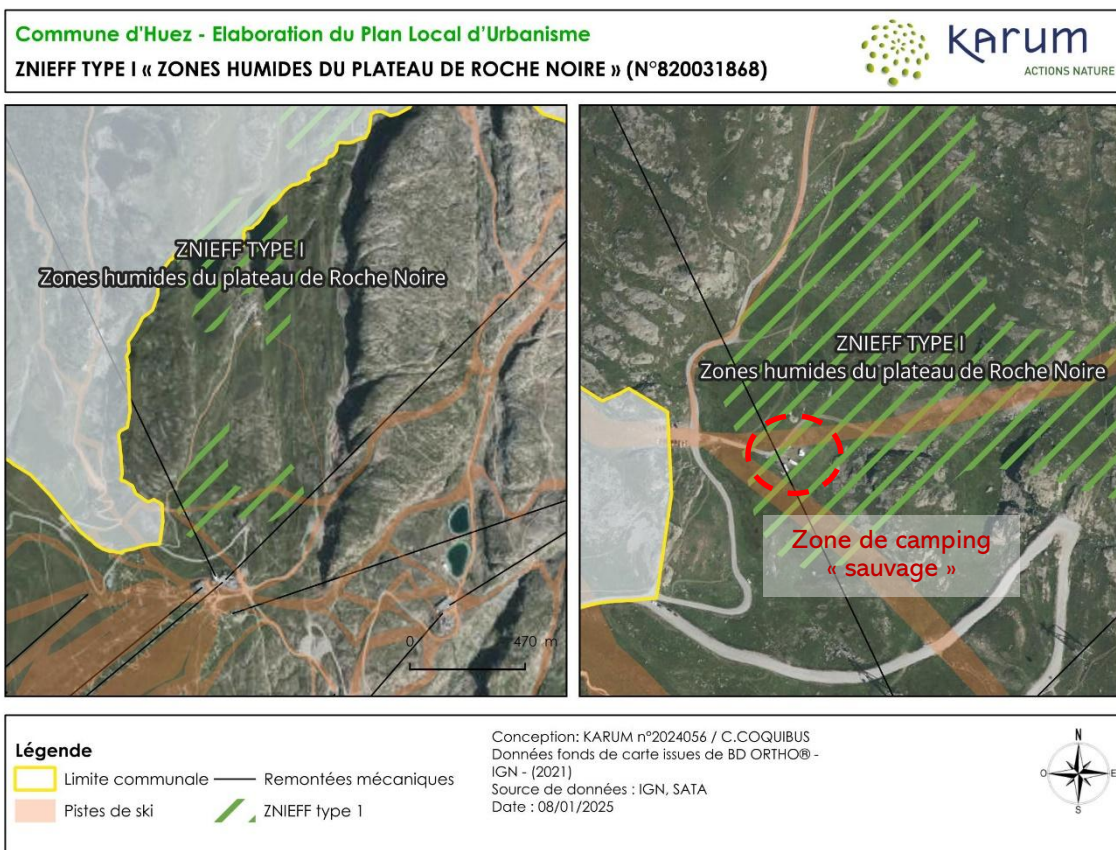 Commune d'Huez - Elaboration du Plan Local d'Urbanisme
ZNIEFF TYPE I « ZONES HUMIDES DU PLATEAU DE ROCHE NOIRE » (N°820031868)
KARUM
ACTIONS NATURE
ZNIEFF TYPE I
Zones humides du plateau de Roche Noire
0 470 m
ZNIEFF TYPE I
Zones humides du plateau de Roche Noire
Zone de camping
« sauvage »
Légende
Limite communale
Remontées mécaniques
Pistes de ski
ZNIEFF type 1
Conception: KARUM n°2024056 / C.COQUIBUS
Données fonds de carte issues de BD ORTHO® -
IGN - (2021)
Source de données : IGN, SATA
Date : 08/01/2025
N
O
E
S